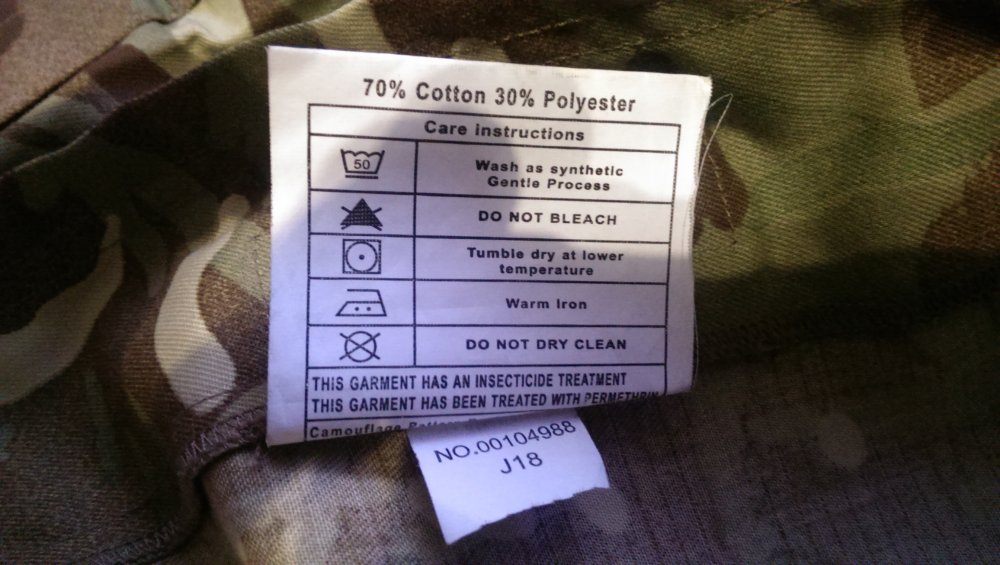 70% Cotton 30% Polyester
Care instructions
50
Wash as synthetic
Gentle Process
DO NOT BLEACH
Tumble dry at lower
temperature
Warm Iron
DO NOT DRY CLEAN
THIS GARMENT HAS AN INSECTICIDE TREATMENT
THIS GARMENT HAS BEEN TREATED WITH PERMETHRIN
Camouflage
NO.00104988
J18